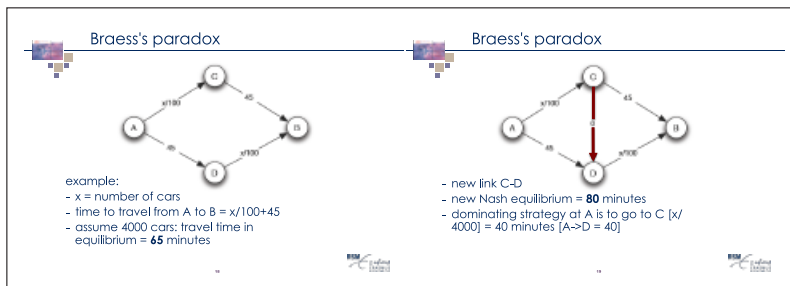 Braess's paradox
C
x/100
45
A
B
45
x/100
D
example:
- x = number of cars
- time to travel from A to B = x/100+45
- assume 4000 cars: travel time in
equilibrium = 65 minutes
Braess's paradox
C
x/100
45
A
0
B
45
x/100
D
- new link C-D
- new Nash equilibrium = 80 minutes
- dominating strategy at A is to go to C [x/
4000] = 40 minutes [A->D = 40]